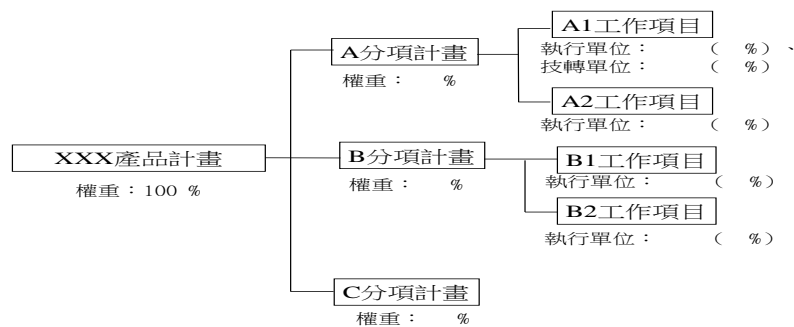 A1工作項目
執行單位： （ %）、
技轉單位： （ %）
A分項計畫
權重： %
A2工作項目
執行單位： （ %）
XXX產品計畫
權重：100 %
B分項計畫
權重： %
B1工作項目
執行單位： （ %）
B2工作項目
執行單位： （ %）
C分項計畫
權重： %